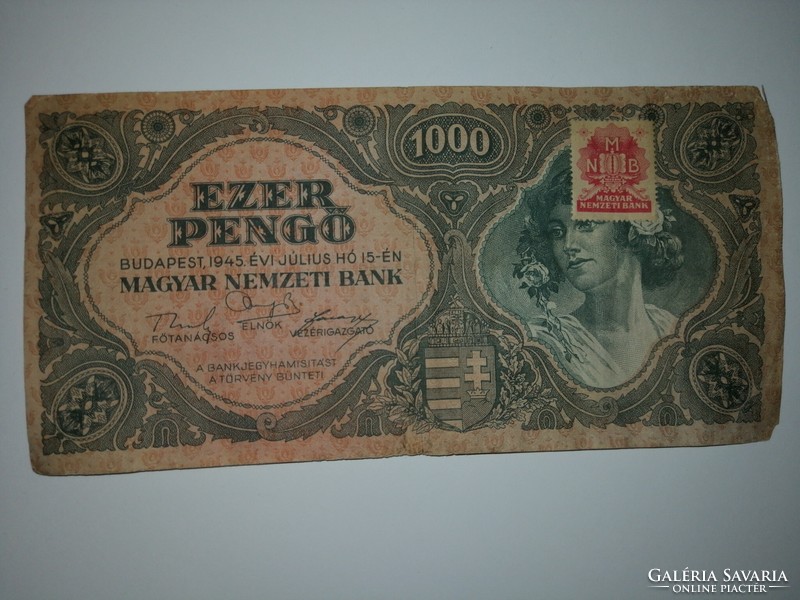 1000
EZER
PENGŐ
BUDAPEST, 1945. ÉVI JÚLIUS HÓ 15-ÉN
MAGYAR NEMZETI BANK
FŐTANÁCSOS
ELNÖK
VEZÉRIGAZGATÓ
A BANKJEGYHAMISÍTÁST
A TÖRVÉNY BÜNTETI
M
N B
MAGYAR
NEMZETI BANK
GALÉRIA SAVARIA
ONLINE PIACTÉR